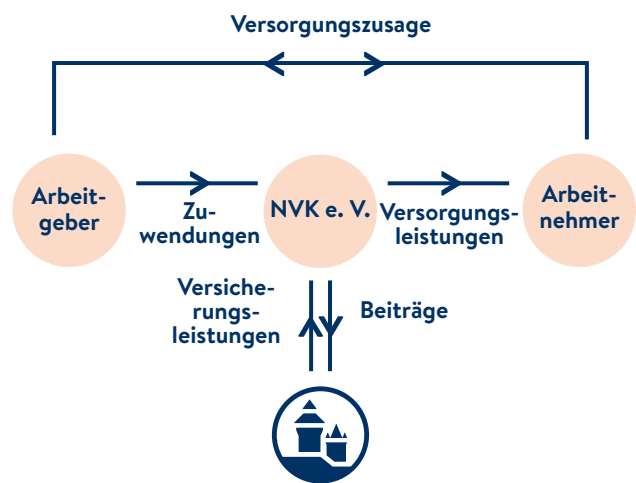 Versorgungszusage
Arbeit-
geber
Zu-
wendungen
NVK e. V.
Versorgungs-
leistungen
Arbeit-
nehmer
Versiche-
rungs-
leistungen
Beiträge